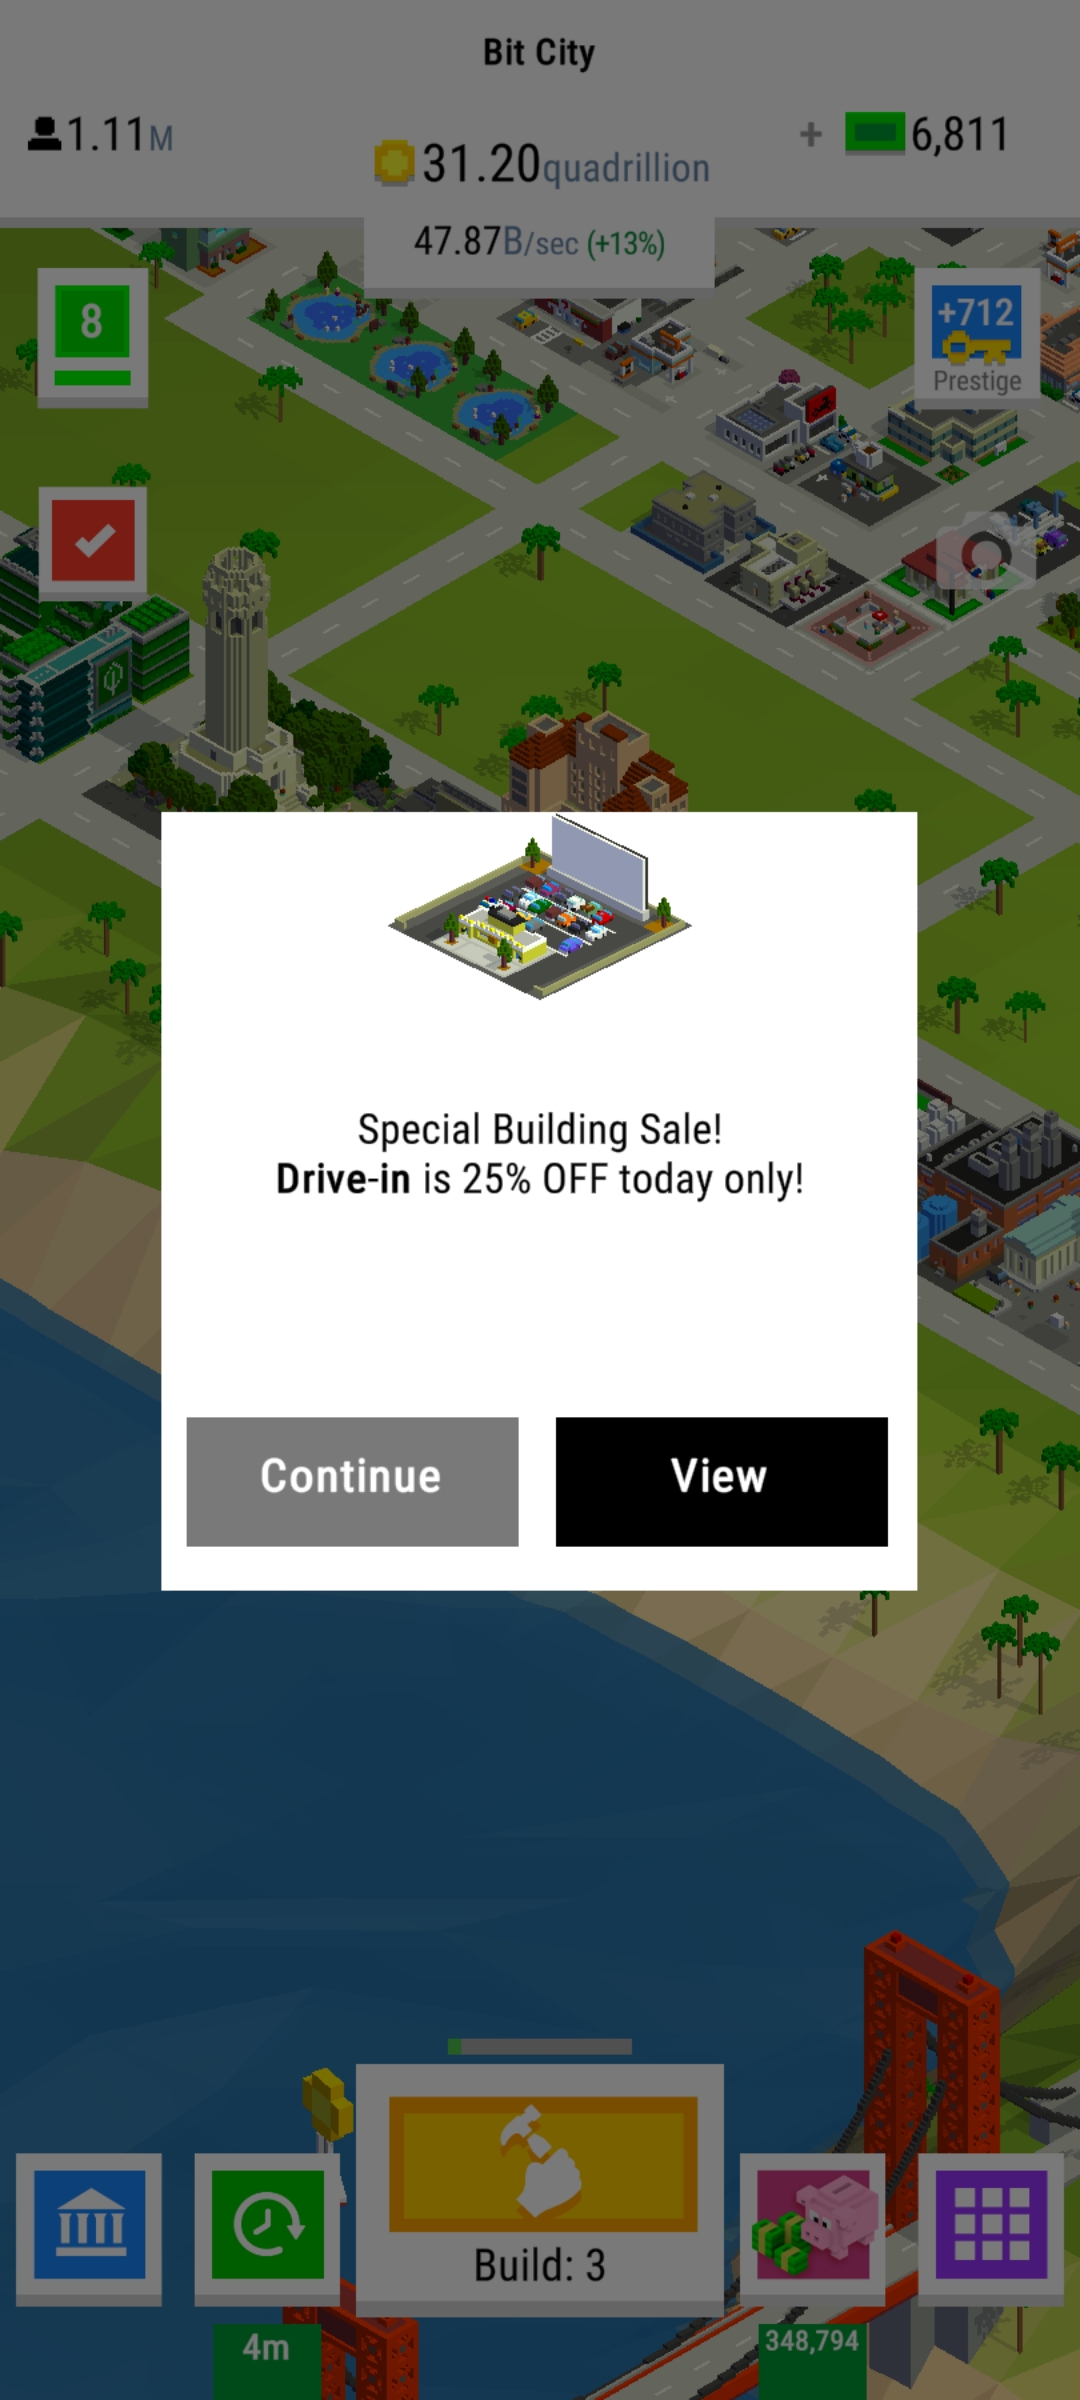 Bit City
1.11M
31.20quadrillion
+ 6,811
47.87B/sec (+13%)
8
+712
Prestige
Special Building Sale!
Drive-in is 25% OFF today only!
Continue
View
Build: 3
4m
348,794